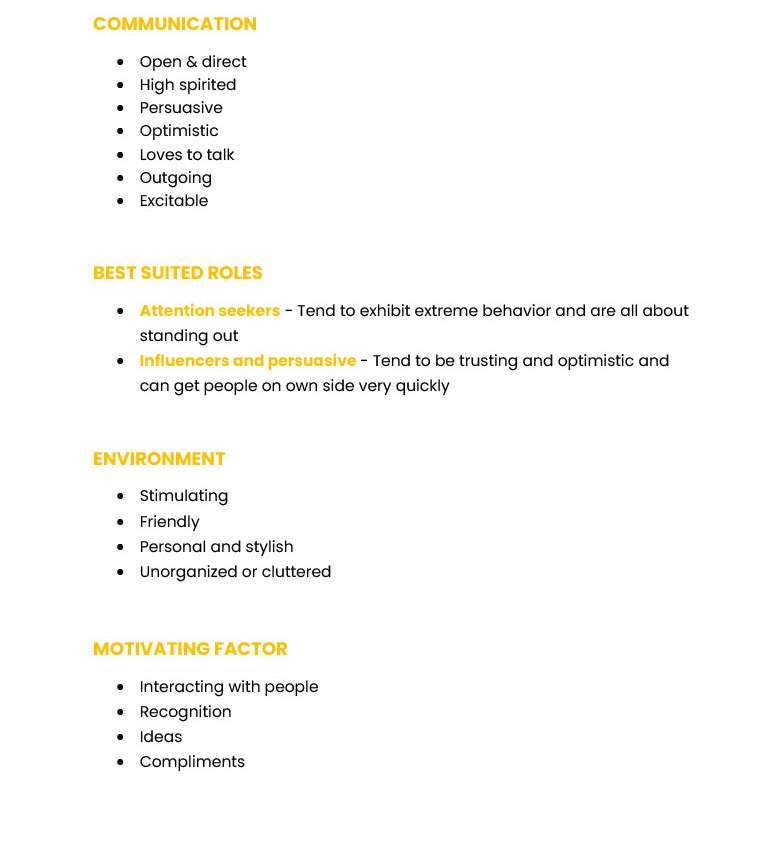 COMMUNICATION
• Open & direct
• High spirited
• Persuasive
• Optimistic
• Loves to talk
• Outgoing
• Excitable
BEST SUITED ROLES
• Attention seekers - Tend to exhibit extreme behavior and are all about
standing out
• Influencers and persuasive - Tend to be trusting and optimistic and
can get people on own side very quickly
ENVIRONMENT
• Stimulating
• Friendly
• Personal and stylish
• Unorganized or cluttered
MOTIVATING FACTOR
• Interacting with people
• Recognition
• Ideas
• Compliments